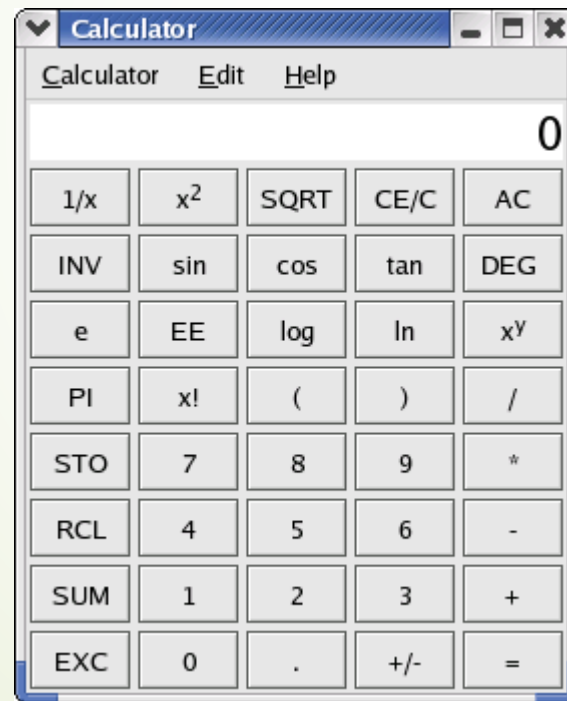 Calculator
Calculator Edit Help
0
1/x x² SQRT CE/C AC
INV sin cos tan DEG
e EE log ln xʸ
PI x! ( ) /
STO 7 8 9 *
RCL 4 5 6 -
SUM 1 2 3 +
EXC 0 . +/- =